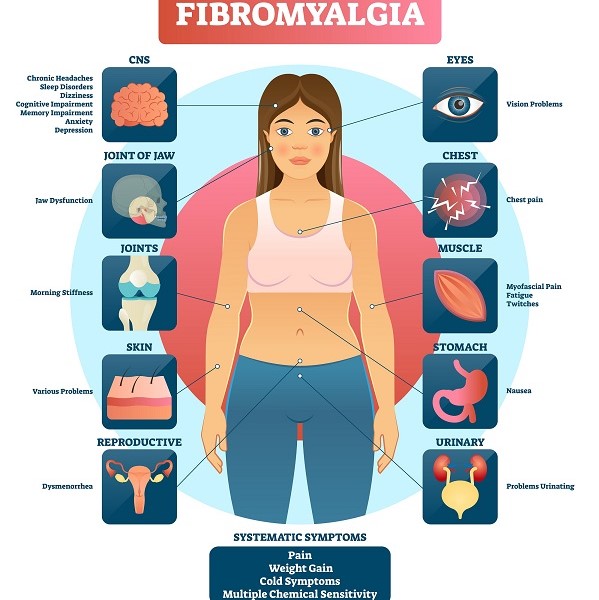 FIBROMYALGIA
CNS
Chronic Headaches
Sleep Disorders
Dizziness
Cognitive Impairment
Memory Impairment
Anxiety
Depression
EYES
Vision Problems
JOINT OF JAW
Jaw Dysfunction
CHEST
Chest pain
JOINTS
Morning Stiffness
MUSCLE
Myofascial Pain
Fatigue
Twitches
SKIN
Various Problems
STOMACH
Nausea
REPRODUCTIVE
Dysmenorrhea
URINARY
Problems Urinating
SYSTEMATIC SYMPTOMS
Pain
Weight Gain
Cold Symptoms
Multiple Chemical Sensitivity